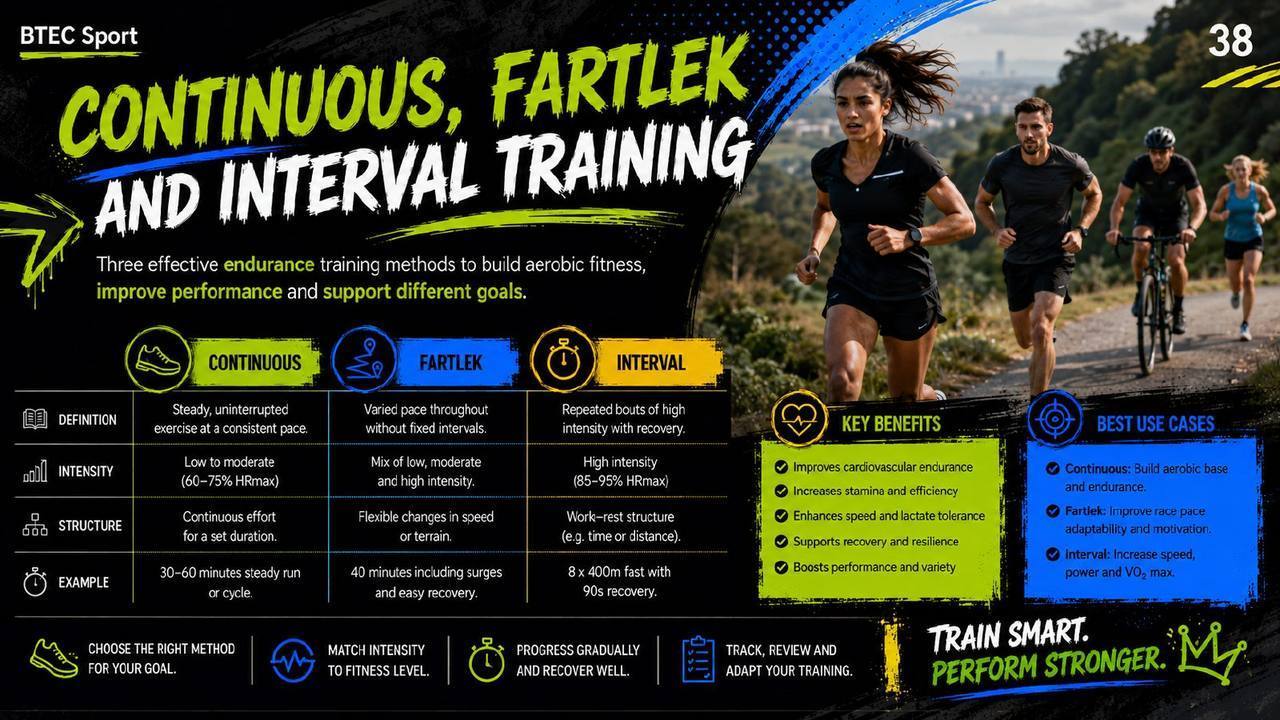 BTEC Sport
38
CONTINUOUS, FARTLEK
AND INTERVAL TRAINING
Three effective endurance training methods to build aerobic fitness,
improve performance and support different goals.
CONTINUOUS
FARTLEK
INTERVAL
DEFINITION
Steady, uninterrupted
exercise at a consistent pace.
Varied pace throughout
without fixed intervals.
Repeated bouts of high
intensity with recovery.
INTENSITY
Low to moderate
(60–75% HRmax)
Mix of low, moderate
and high intensity.
High intensity
(85–95% HRmax)
STRUCTURE
Continuous effort
for a set duration.
Flexible changes in speed
or terrain.
Work–rest structure
(e.g. time or distance).
EXAMPLE
30–60 minutes steady run
or cycle.
40 minutes including surges
and easy recovery.
8 x 400m fast with
90s recovery.
KEY BENEFITS
Improves cardiovascular endurance
Increases stamina and efficiency
Enhances speed and lactate tolerance
Supports recovery and resilience
Boosts performance and variety
BEST USE CASES
Continuous: Build aerobic base
and endurance.
Fartlek: Improve race pace
adaptability and motivation.
Interval: Increase speed,
power and VO₂ max.
CHOOSE THE RIGHT METHOD
FOR YOUR GOAL.
MATCH INTENSITY
TO FITNESS LEVEL.
PROGRESS GRADUALLY
AND RECOVER WELL.
TRACK, REVIEW AND
ADAPT YOUR TRAINING.
TRAIN SMART.
PERFORM STRONGER.